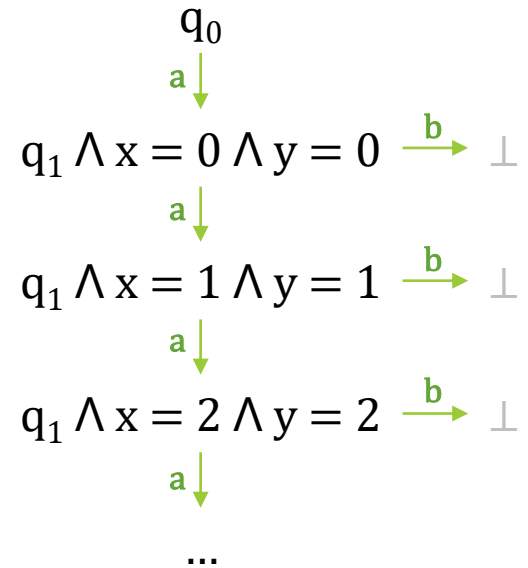 q₀
a
q₁ ∧ x = 0 ∧ y = 0 b ⊥
a
q₁ ∧ x = 1 ∧ y = 1 b ⊥
a
q₁ ∧ x = 2 ∧ y = 2 b ⊥
a
...